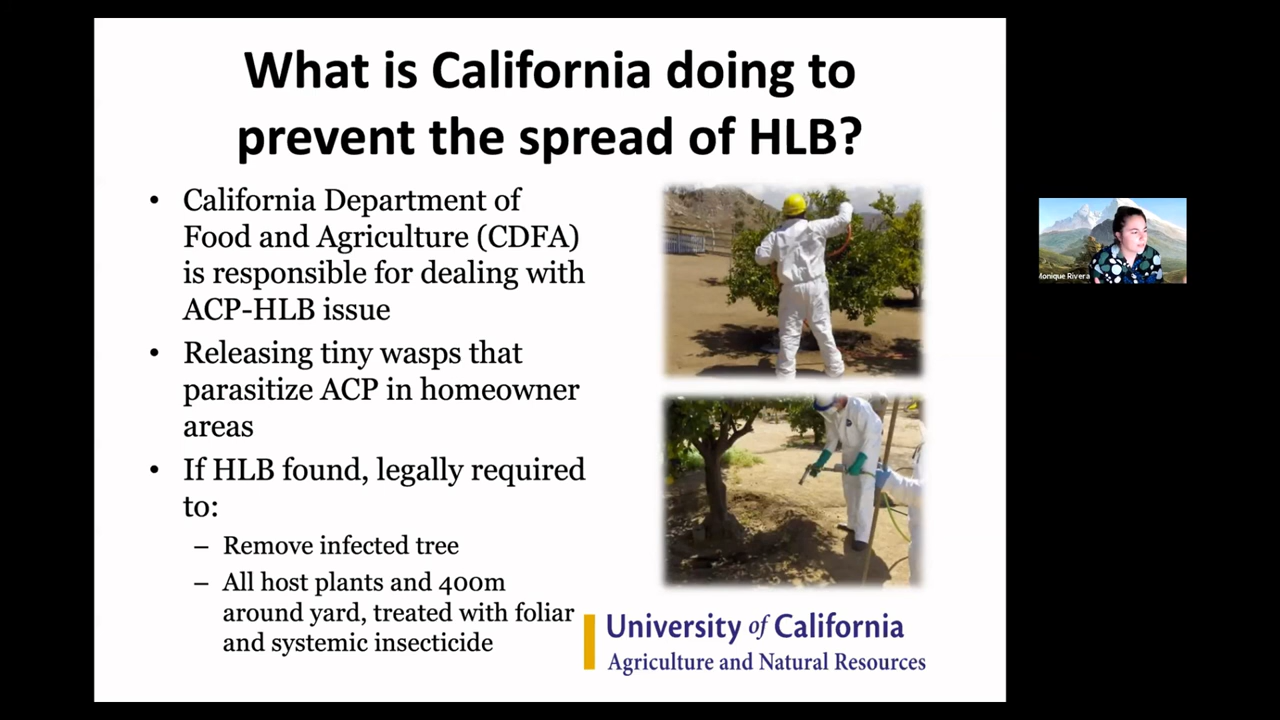 What is California doing to
prevent the spread of HLB?
• California Department of
Food and Agriculture (CDFA)
is responsible for dealing with
ACP-HLB issue
• Releasing tiny wasps that
parasitize ACP in homeowner
areas
• If HLB found, legally required
to:
– Remove infected tree
– All host plants and 400m
around yard, treated with foliar
and systemic insecticide
University of California
Agriculture and Natural Resources
Monique Rivera